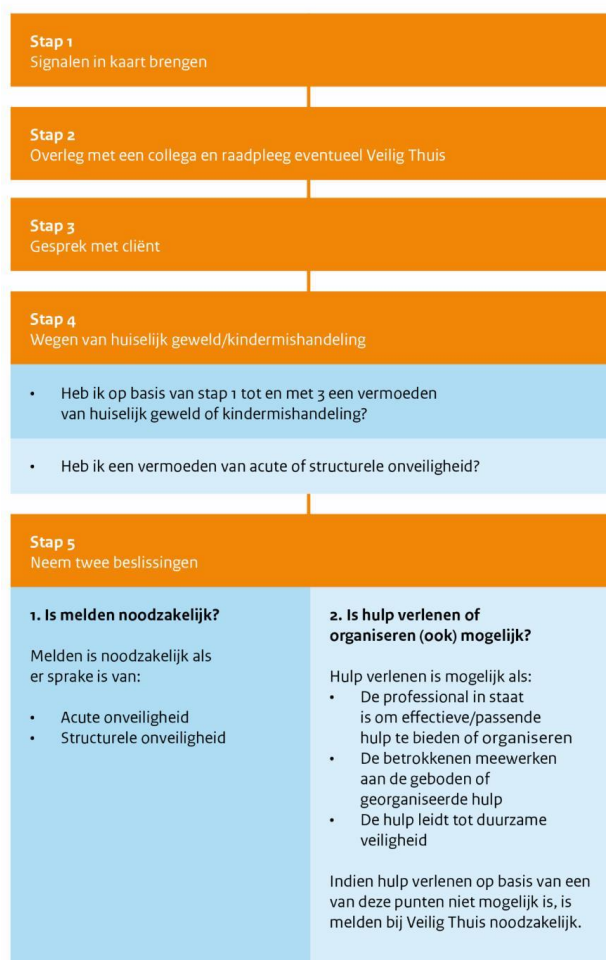 Stap 1
Signalen in kaart brengen
Stap 2
Overleg met een collega en raadpleeg eventueel Veilig Thuis
Stap 3
Gesprek met cliënt
Stap 4
Wegen van huiselijk geweld/kindermishandeling
• Heb ik op basis van stap 1 tot en met 3 een vermoeden
van huiselijk geweld of kindermishandeling?
• Heb ik een vermoeden van acute of structurele onveiligheid?
Stap 5
Neem twee beslissingen
1. Is melden noodzakelijk?
Melden is noodzakelijk als
er sprake is van:
• Acute onveiligheid
• Structurele onveiligheid
2. Is hulp verlenen of
organiseren (ook) mogelijk?
Hulp verlenen is mogelijk als:
• De professional in staat
is om effectieve/passende
hulp te bieden of organiseren
• De betrokkenen meewerken
aan de geboden of
georganiseerde hulp
• De hulp leidt tot duurzame
veiligheid
Indien hulp verlenen op basis van een
van deze punten niet mogelijk is, is
melden bij Veilig Thuis noodzakelijk.